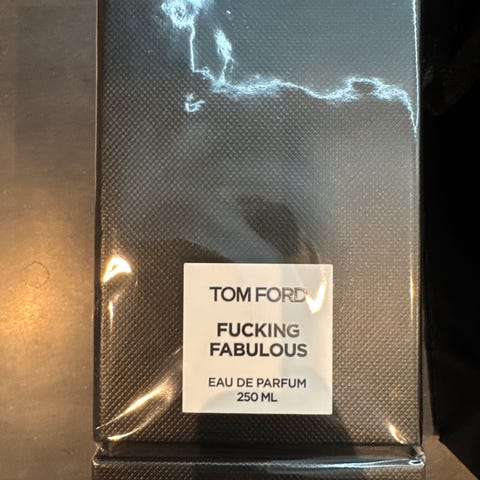 TOM FORD
FUCKING
FABULOUS
EAU DE PARFUM
250 ML